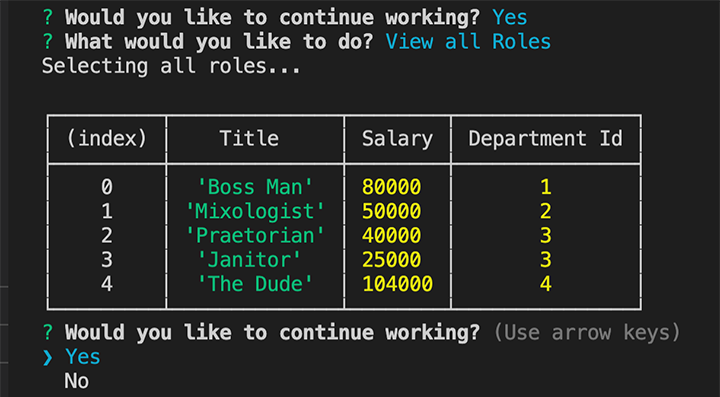 ? Would you like to continue working? Yes
? What would you like to do? View all Roles
Selecting all roles...
(index) Title Salary Department Id
0 'Boss Man' 80000 1
1 'Mixologist' 50000 2
2 'Praetorian' 40000 3
3 'Janitor' 25000 3
4 'The Dude' 104000 4
? Would you like to continue working? (Use arrow keys)
❯ Yes
No